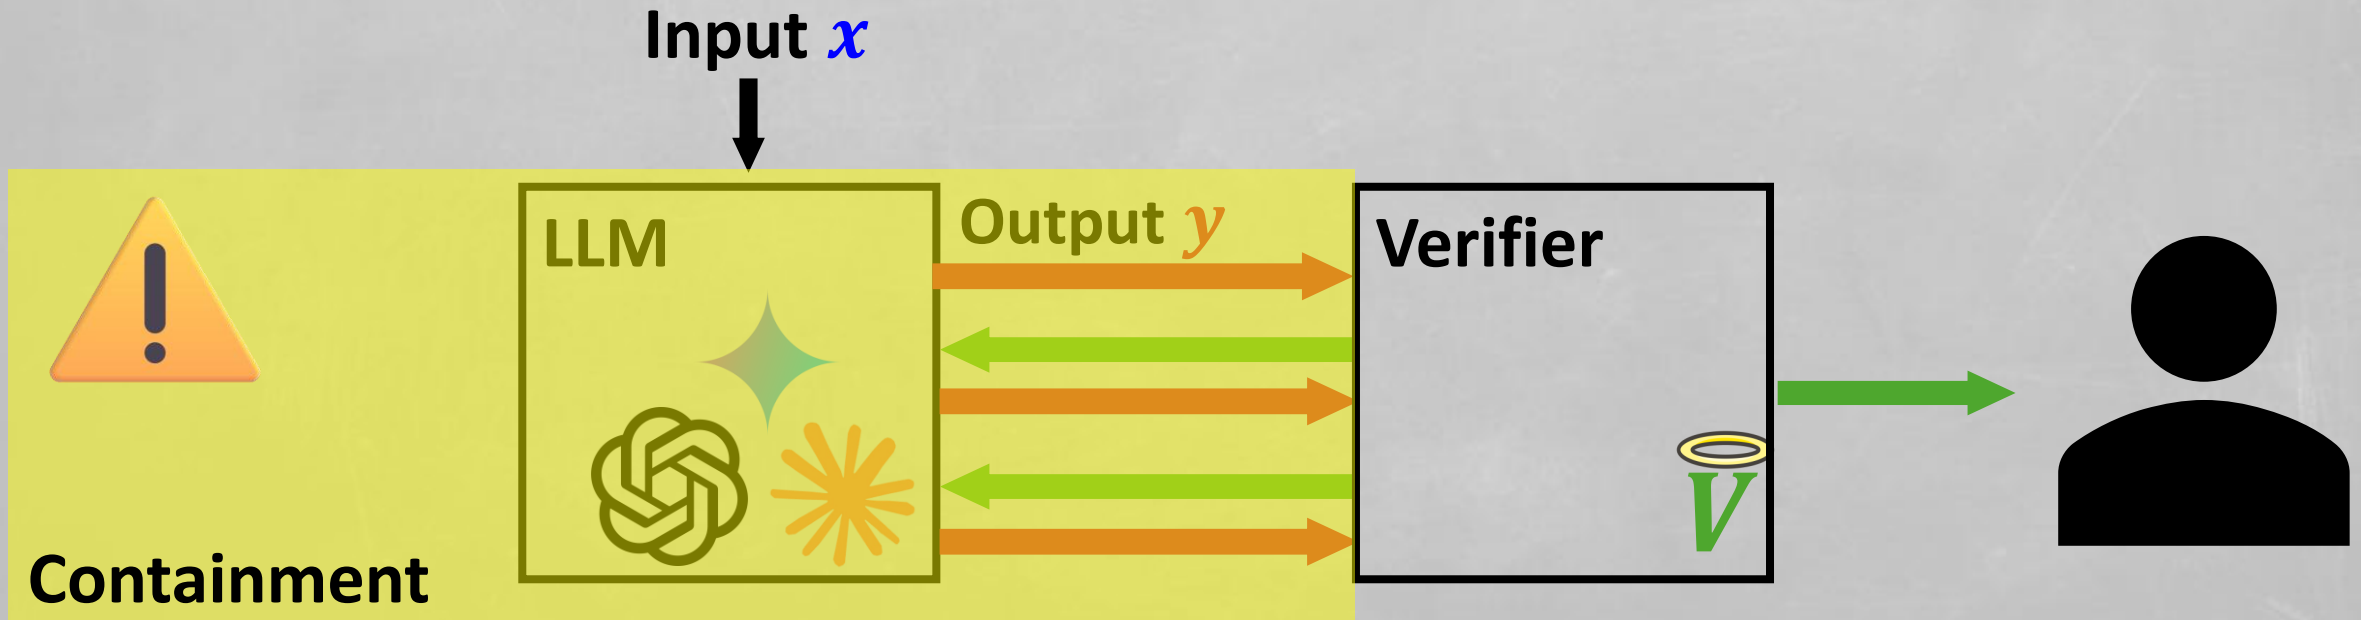 Input x
LLM
Output y
Verifier
V
Containment